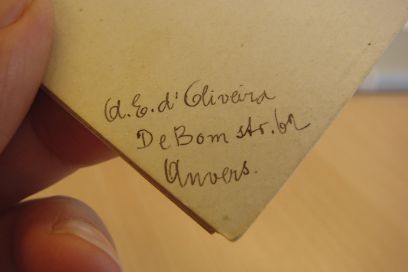 A. E. d'Oliveira
De Bom str. 62
Anvers.